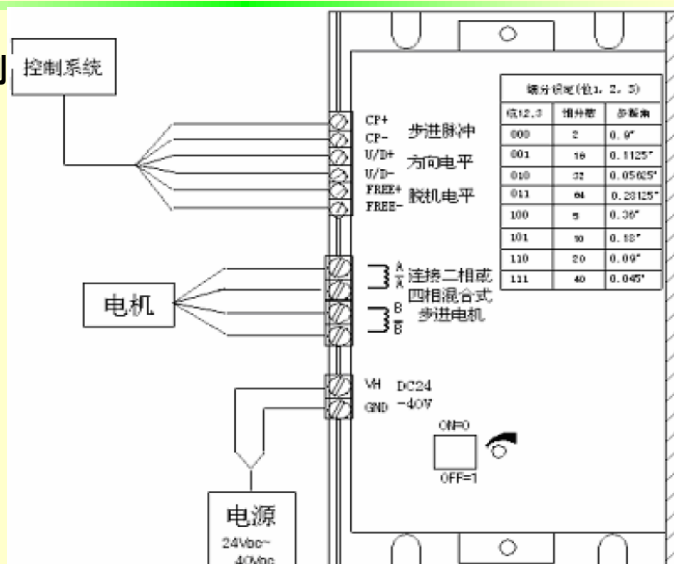 控制系统
CP+
CP-
步进脉冲
U/D+
U/D-
方向电平
FREE+
FREE-
脱机电平
细分设定(位1, 2, 3)
位1,2,3 细分数 步距角
000 2 0.9°
001 16 0.1125°
010 32 0.05625°
011 64 0.28125°
100 5 0.36°
101 10 0.18°
110 20 0.09°
111 40 0.045°
电机
A
A
B
B
连接二相或
四相混合式
步进电机
VH DC24
GND -40V
ON=0
OFF=1
电源
24Vpc~
40Vpc